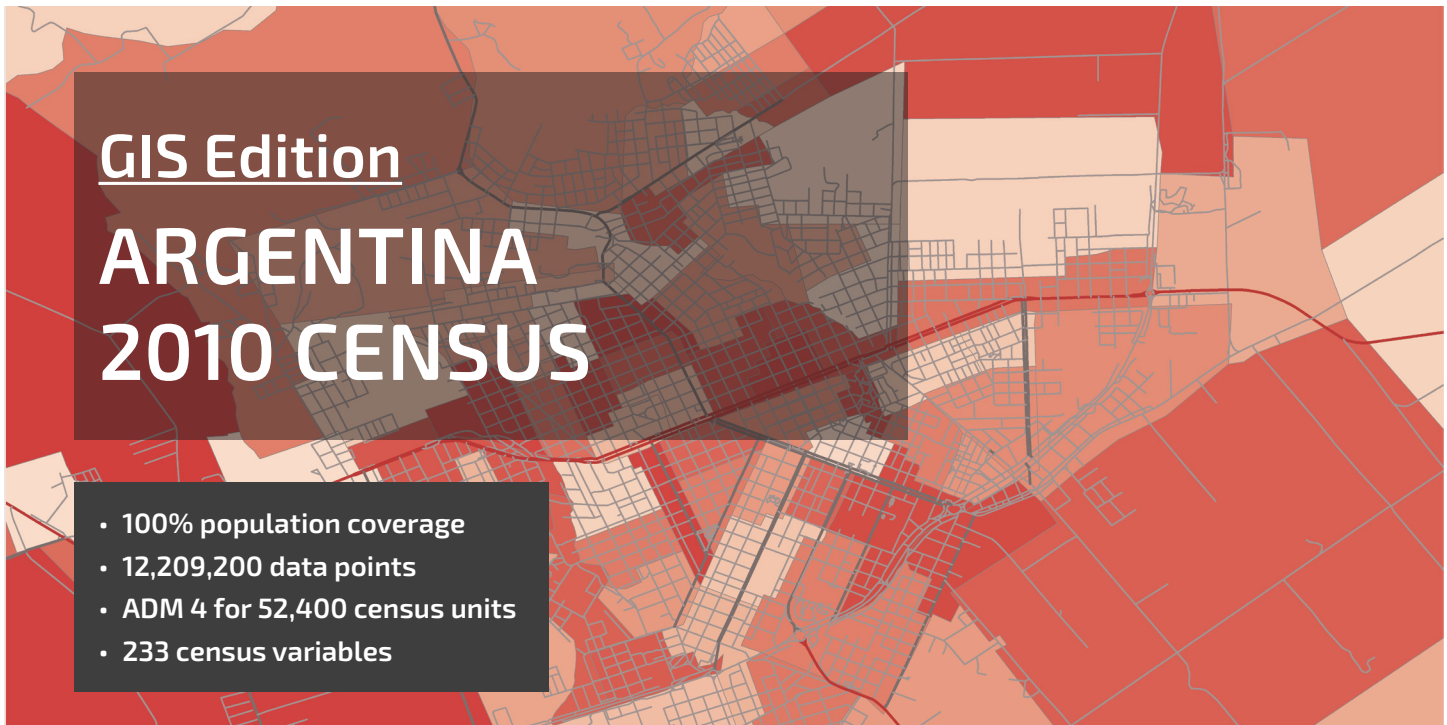 GIS Edition
ARGENTINA
2010 CENSUS
• 100% population coverage
• 12,209,200 data points
• ADM 4 for 52,400 census units
• 233 census variables